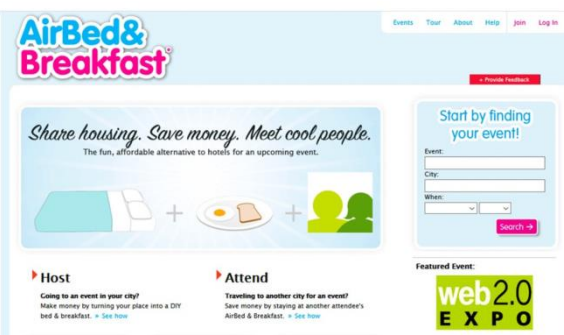 AirBed&
Breakfast
Events Tour About Help Join Log In
+ Provide Feedback
Share housing. Save money. Meet cool people.
The fun, affordable alternative to hotels for an upcoming event.
+ +
Start by finding
your event!
Event:
City:
When:
Search →
Host
Going to an event in your city?
Make money by turning your place into a DIY
bed & breakfast. + See how
Attend
Traveling to another city for an event?
Save money by staying at another attendee's
AirBed & Breakfast. + See how
Featured Event:
web2.0
EXPO